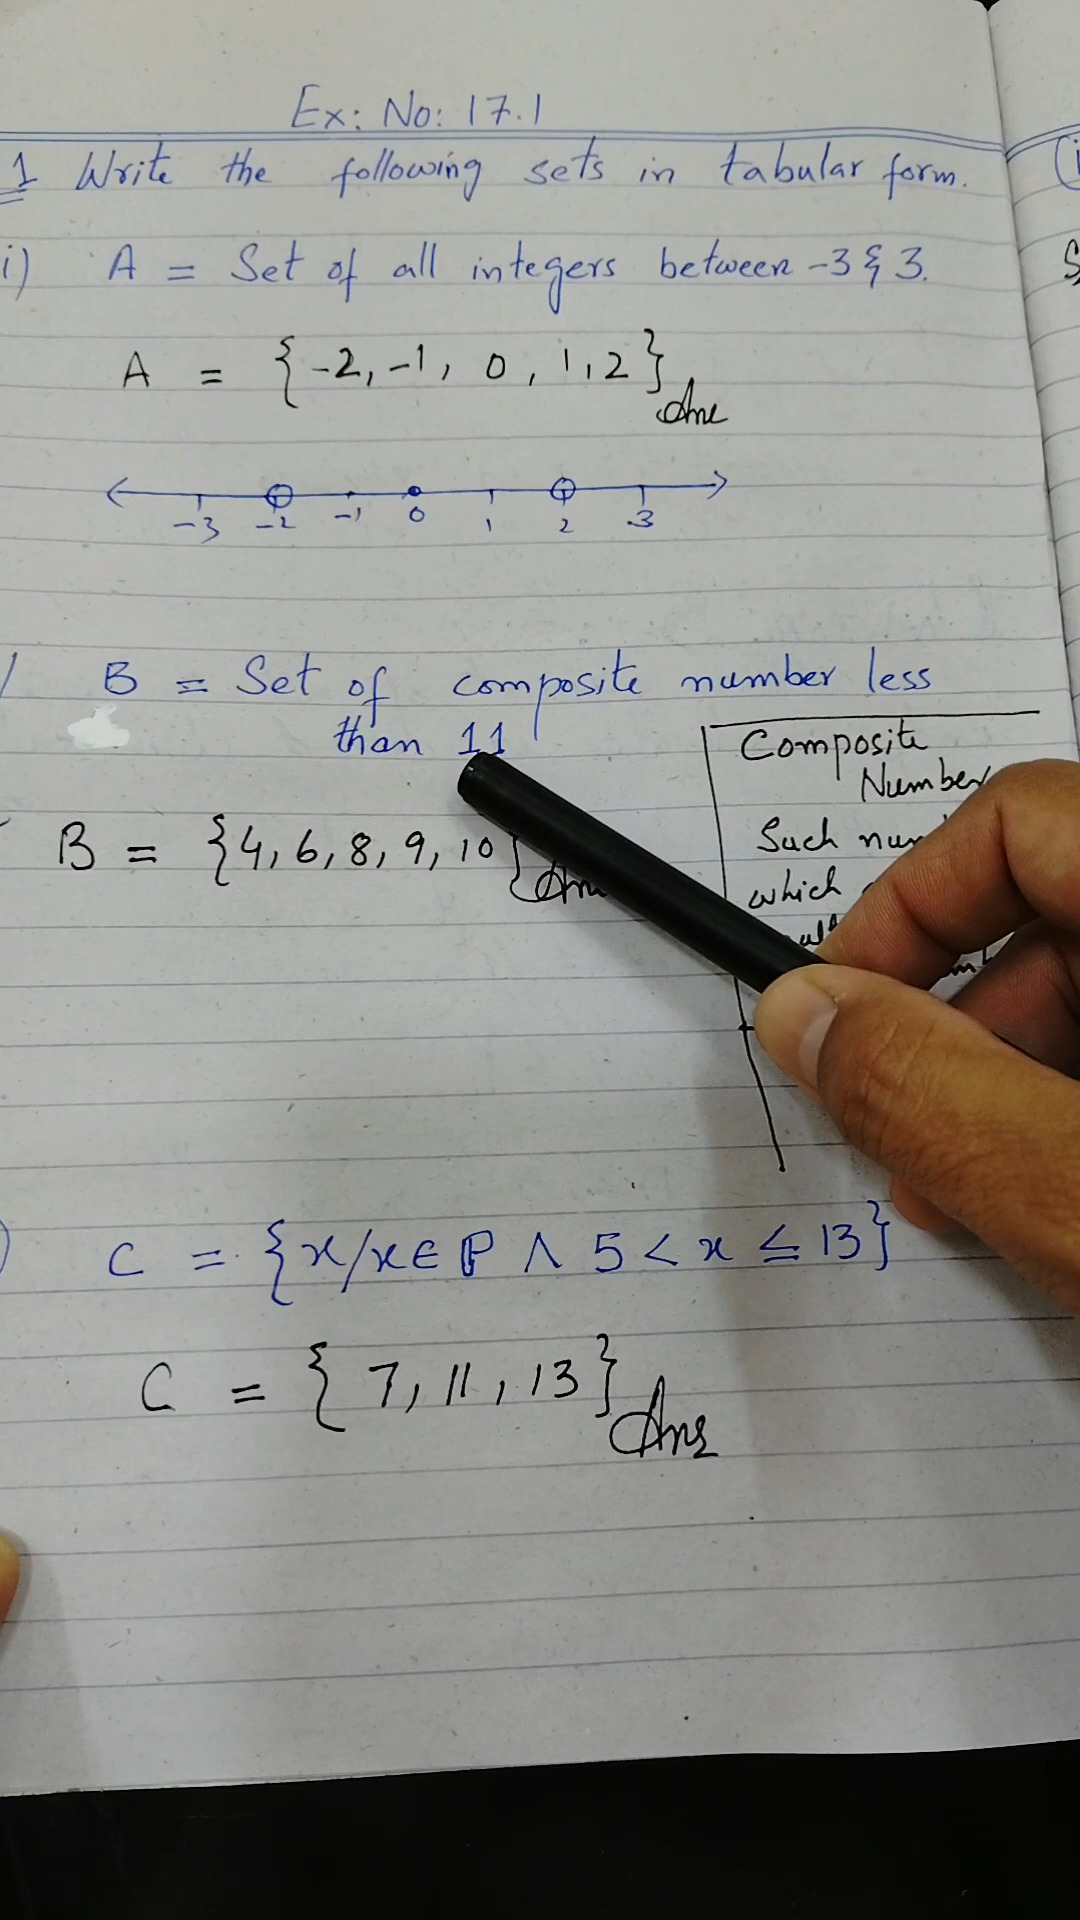 Ex: No: 17.1
1 Write the following sets in tabular form.
i) A = Set of all integers between -3 & 3.
A = {-2, -1, 0, 1, 2} Ans
-3 -2 -1 0 1 2 3
B = Set of composite number less
than 11
B = {4, 6, 8, 9, 10} Ans
Composite
Number
Such
which
C = {x/x∈P ∧ 5 < x ≤ 13}
C = {7, 11, 13} Ans